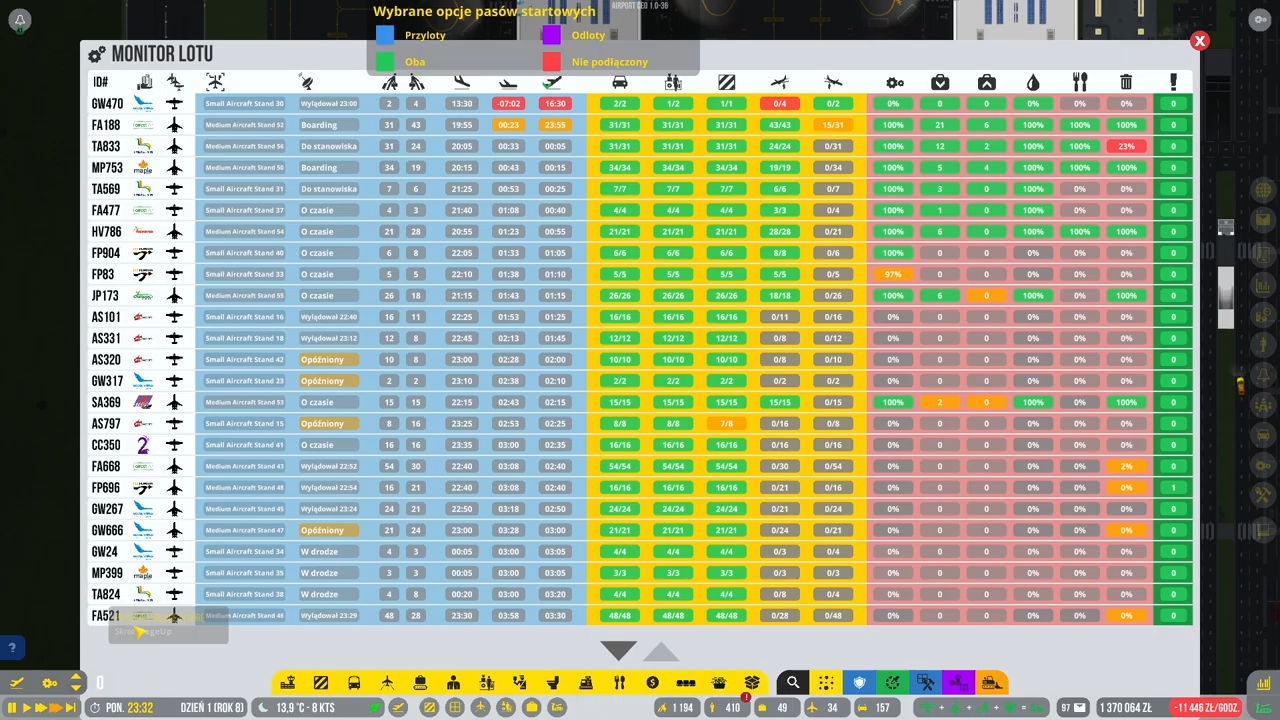 AIRPORT CEO 1.0-36
Wybrane opcje pasów startowych
Przyloty
Odloty
Oba
Nie podłączony
MONITOR LOTU
X
ID#
GW470 Small Aircraft Stand 30 Wylądował 23:00 2 4 13:30 -07:02 16:30 2/2 1/2 1/1 0/4 0/2 0% 0 0 0% 0% 0% 0
FA188 Medium Aircraft Stand 52 Boarding 31 43 19:55 00:23 23:55 31/31 31/31 31/31 43/43 15/31 100% 21 6 100% 100% 100% 0
TA833 Medium Aircraft Stand 56 Do stanowiska 31 24 20:05 00:33 00:05 31/31 31/31 31/31 24/24 0/31 100% 12 2 100% 100% 23% 0
MP753 maple Medium Aircraft Stand 50 Boarding 34 19 20:15 00:43 00:15 34/34 34/34 34/34 19/19 0/34 100% 5 4 100% 100% 100% 0
TA569 Small Aircraft Stand 31 Do stanowiska 7 6 21:25 00:53 00:25 7/7 7/7 7/7 6/6 0/7 100% 3 0 100% 0% 0% 0
FA477 Small Aircraft Stand 37 O czasie 4 3 21:40 01:08 00:40 4/4 4/4 4/4 3/3 0/4 100% 1 0 100% 0% 0% 0
HV786 Medium Aircraft Stand 54 O czasie 21 28 20:55 01:23 00:55 21/21 21/21 21/21 28/28 0/21 100% 6 0 100% 100% 100% 0
FP904 Small Aircraft Stand 40 O czasie 6 8 22:05 01:33 01:05 6/6 6/6 6/6 8/8 0/6 100% 0 0 0% 0% 0% 0
FP83 Small Aircraft Stand 33 O czasie 5 5 22:10 01:38 01:10 5/5 5/5 5/5 5/5 0/5 97% 0 0 0% 0% 0% 0
JP173 Medium Aircraft Stand 55 O czasie 26 18 21:15 01:43 01:15 26/26 26/26 26/26 18/18 0/26 100% 6 0 100% 0% 100% 0
AS101 Small Aircraft Stand 16 Wylądował 22:40 16 11 22:25 01:53 01:25 16/16 16/16 16/16 0/11 0/16 0% 0 0 0% 0% 0% 0
AS331 Small Aircraft Stand 18 Wylądował 23:12 12 8 22:45 02:13 01:45 12/12 12/12 12/12 0/8 0/12 0% 0 0 0% 0% 0% 0
AS320 Small Aircraft Stand 42 Opóźniony 10 8 23:00 02:28 02:00 10/10 10/10 10/10 0/8 0/10 0% 0 0 0% 0% 0% 0
GW317 Small Aircraft Stand 23 Opóźniony 2 2 23:10 02:38 02:10 2/2 2/2 2/2 0/2 0/2 0% 0 0 0% 0% 0% 0
SA369 Medium Aircraft Stand 53 O czasie 15 15 22:15 02:43 02:15 15/15 15/15 15/15 15/15 0/15 100% 2 0 100% 0% 100% 0
AS797 Small Aircraft Stand 15 Opóźniony 8 16 23:25 02:53 02:25 8/8 8/8 7/8 0/16 0/8 0% 0 0 0% 0% 0% 0
CC350 2 Small Aircraft Stand 41 O czasie 16 16 23:35 03:00 02:35 16/16 16/16 16/16 0/16 0/16 0% 0 0 0% 0% 0% 0
FA668 Medium Aircraft Stand 43 Wylądował 22:52 54 30 22:40 03:08 02:40 54/54 54/54 54/54 0/30 0/54 0% 0 0 0% 0% 2% 0
FP696 Medium Aircraft Stand 48 Wylądował 22:54 16 21 22:40 03:08 02:40 16/16 16/16 16/16 0/21 0/16 0% 0 0 0% 0% 0% 1
GW267 Medium Aircraft Stand 45 Wylądował 23:24 24 21 22:50 03:18 02:50 24/24 24/24 24/24 0/21 0/24 0% 0 0 0% 0% 0% 0
GW666 Medium Aircraft Stand 47 Opóźniony 21 24 23:00 03:28 03:00 21/21 21/21 21/21 0/24 0/21 0% 0 0 0% 0% 0% 0
GW24 Small Aircraft Stand 34 W drodze 4 3 00:05 03:00 03:05 4/4 4/4 4/4 0/3 0/4 0% 0 0 0% 0% 0% 0
MP399 maple Small Aircraft Stand 35 W drodze 3 3 00:05 03:00 03:05 3/3 3/3 3/3 0/3 0/3 0% 0 0 0% 0% 0% 0
TA824 Small Aircraft Stand 38 W drodze 4 8 00:20 03:00 03:20 4/4 4/4 4/4 0/8 0/4 0% 0 0 0% 0% 0% 0
FA521 Medium Aircraft Stand 46 Wylądował 23:29 48 28 23:30 03:58 03:30 48/48 48/48 48/48 0/28 0/48 0% 0 0 0% 0% 0% 0
?
0
PON. 23:32 DZIEŃ 1 (ROK 8) 13,9 °C - 8 KTS 1 194 410 ! 49 34 157 + + + = 97 1 370 064 ZŁ -11 446 ZŁ/GODZ.